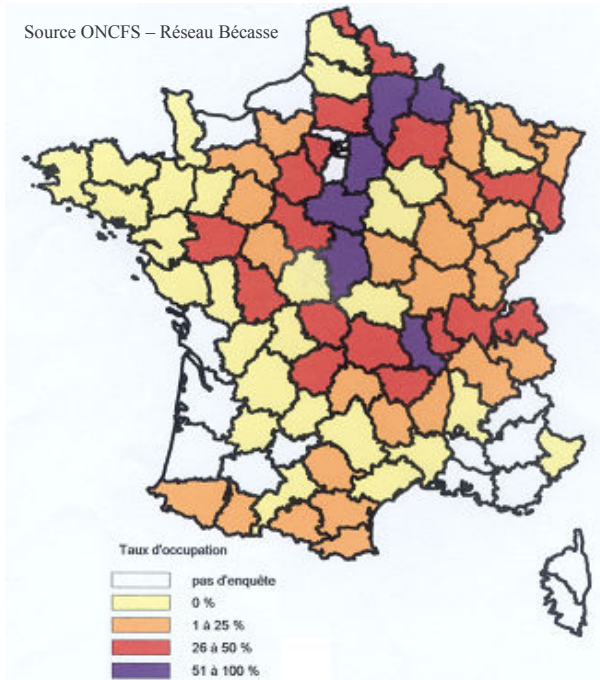 Source ONCFS – Réseau Bécasse
Taux d'occupation
pas d'enquête
0 %
1 à 25 %
26 à 50 %
51 à 100 %